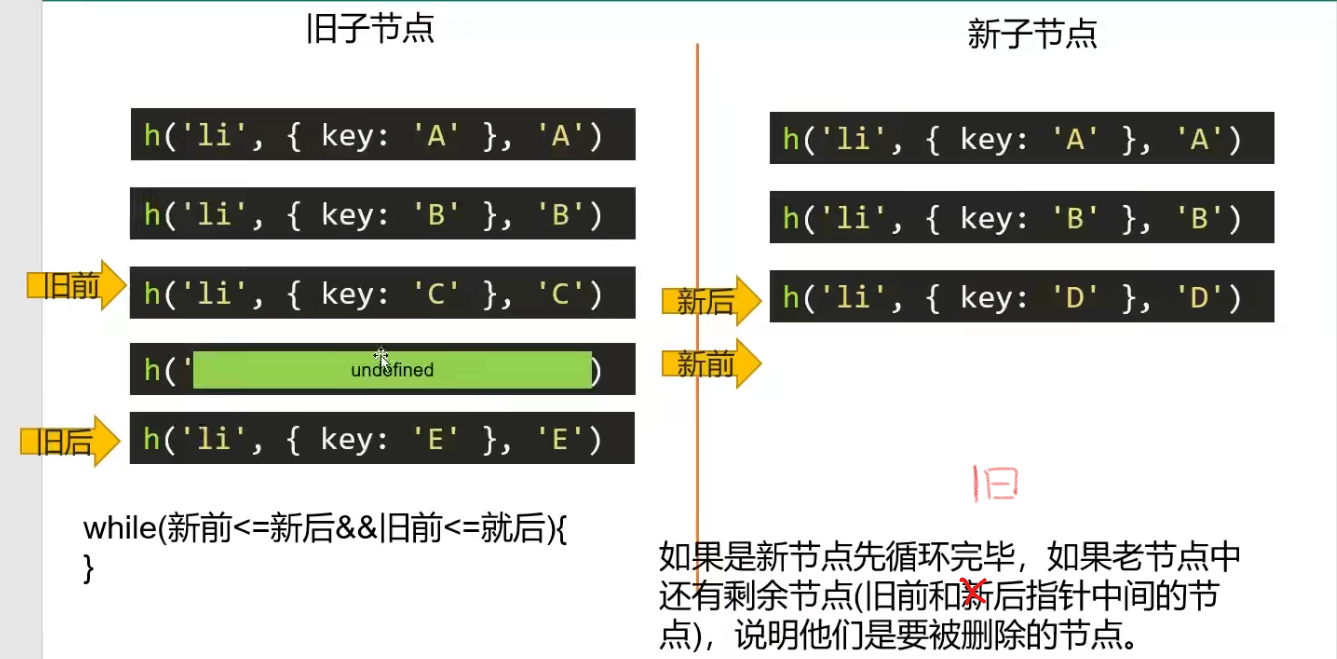 旧子节点
新子节点
h('li', { key: 'A' }, 'A')
h('li', { key: 'B' }, 'B')
旧前
h('li', { key: 'C' }, 'C')
h('
undefined
)
旧后
h('li', { key: 'E' }, 'E')
while(新前<=新后&&旧前<=就后){
}
h('li', { key: 'A' }, 'A')
h('li', { key: 'B' }, 'B')
新后
h('li', { key: 'D' }, 'D')
新前
旧
如果是新节点先循环完毕，如果老节点中
还有剩余节点(旧前和新后指针中间的节
点)，说明他们是要被删除的节点。